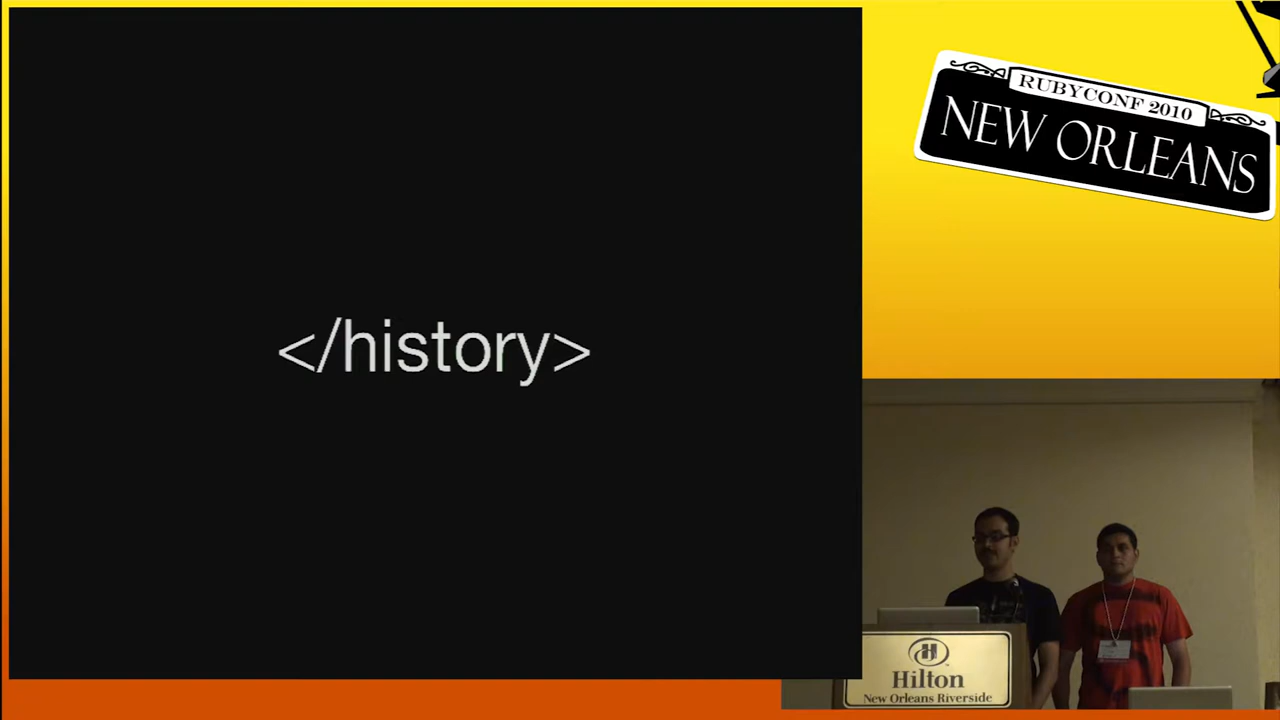 </history>
RUBYCONF 2010
NEW ORLEANS
Hilton
New Orleans Riverside